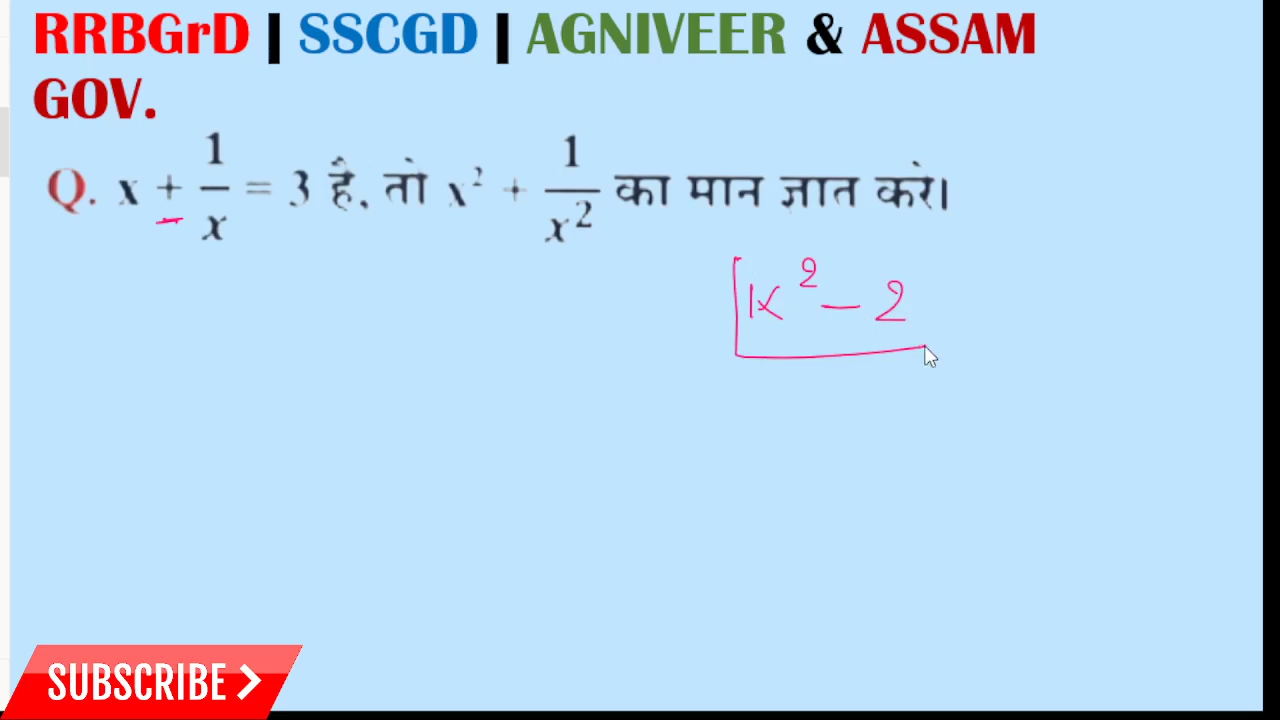 RRBGrD | SSCGD | AGNIVEER & ASSAM
GOV.
Q. x + 1/x = 3 है, तो x² + 1/x² का मान ज्ञात करें।
K² - 2
SUBSCRIBE